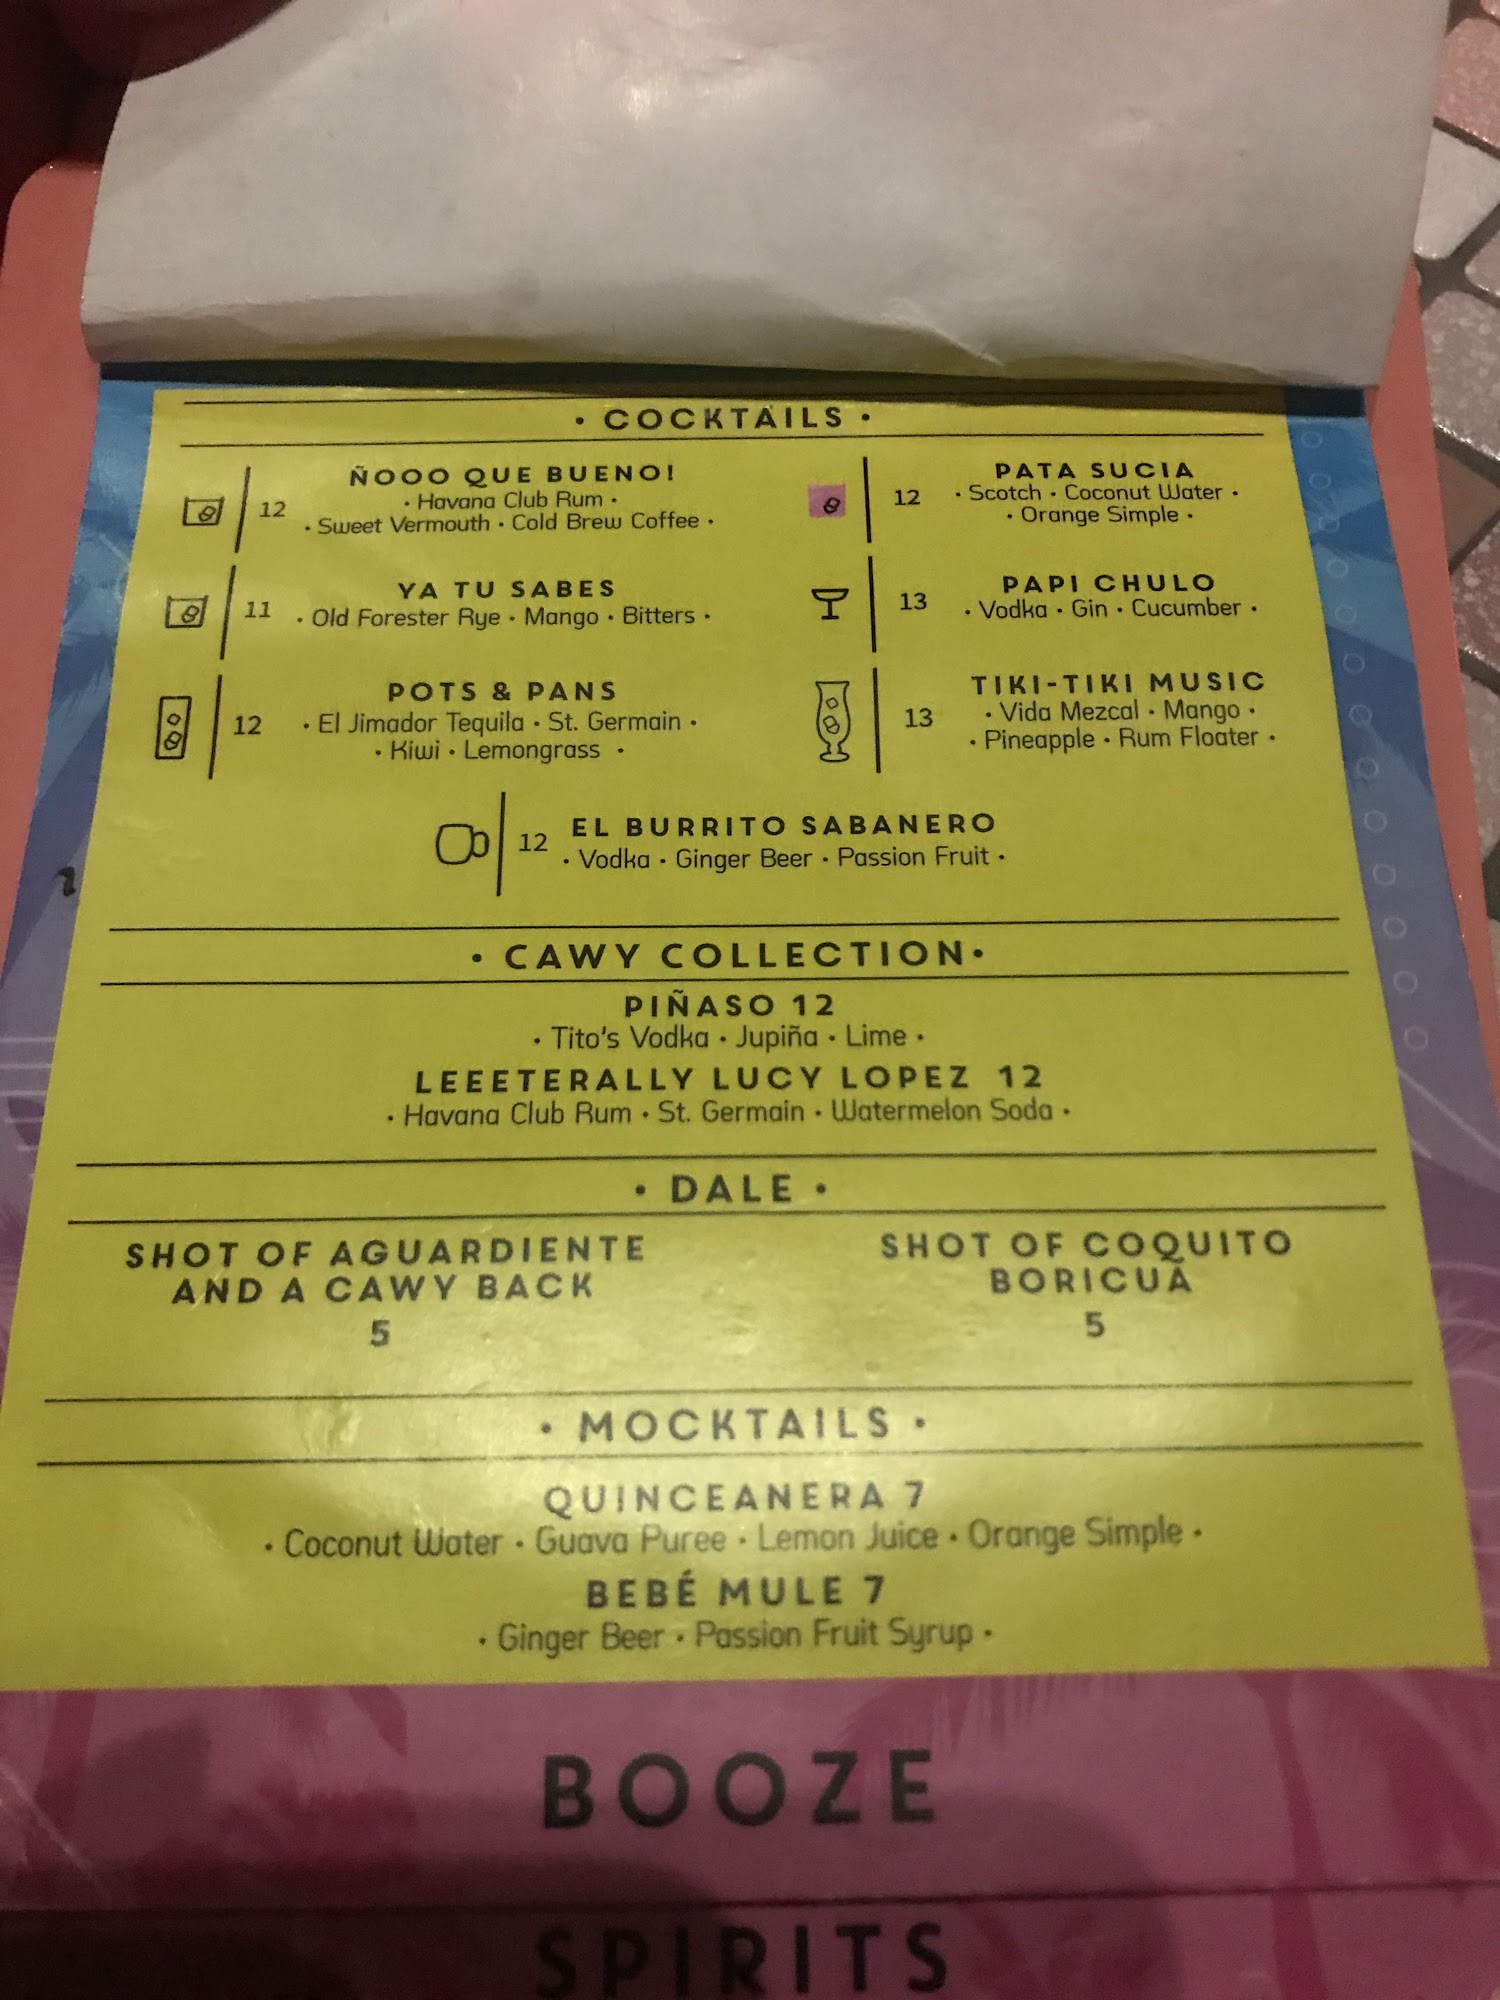 • COCKTAILS •
ÑOOO QUE BUENO!
12
• Havana Club Rum •
• Sweet Vermouth • Cold Brew Coffee •
PATA SUCIA
12
• Scotch • Coconut Water •
• Orange Simple •
YA TU SABES
11
• Old Forester Rye • Mango • Bitters •
PAPI CHULO
13
• Vodka • Gin • Cucumber •
POTS & PANS
12
• El Jimador Tequila • St. Germain •
• Kiwi • Lemongrass •
TIKI-TIKI MUSIC
13
• Vida Mezcal • Mango •
• Pineapple • Rum Floater •
EL BURRITO SABANERO
12
• Vodka • Ginger Beer • Passion Fruit •
• CAWY COLLECTION•
PIÑASO 12
• Tito's Vodka • Jupiña • Lime •
LEEETERALLY LUCY LOPEZ 12
• Havana Club Rum • St. Germain • Watermelon Soda •
• DALE •
SHOT OF AGUARDIENTE
AND A CAWY BACK
5
SHOT OF COQUITO
BORICUÁ
5
• MOCKTAILS •
QUINCEANERA 7
• Coconut Water • Guava Puree • Lemon Juice • Orange Simple •
BEBÉ MULE 7
• Ginger Beer • Passion Fruit Syrup •
BOOZE
SPIRITS